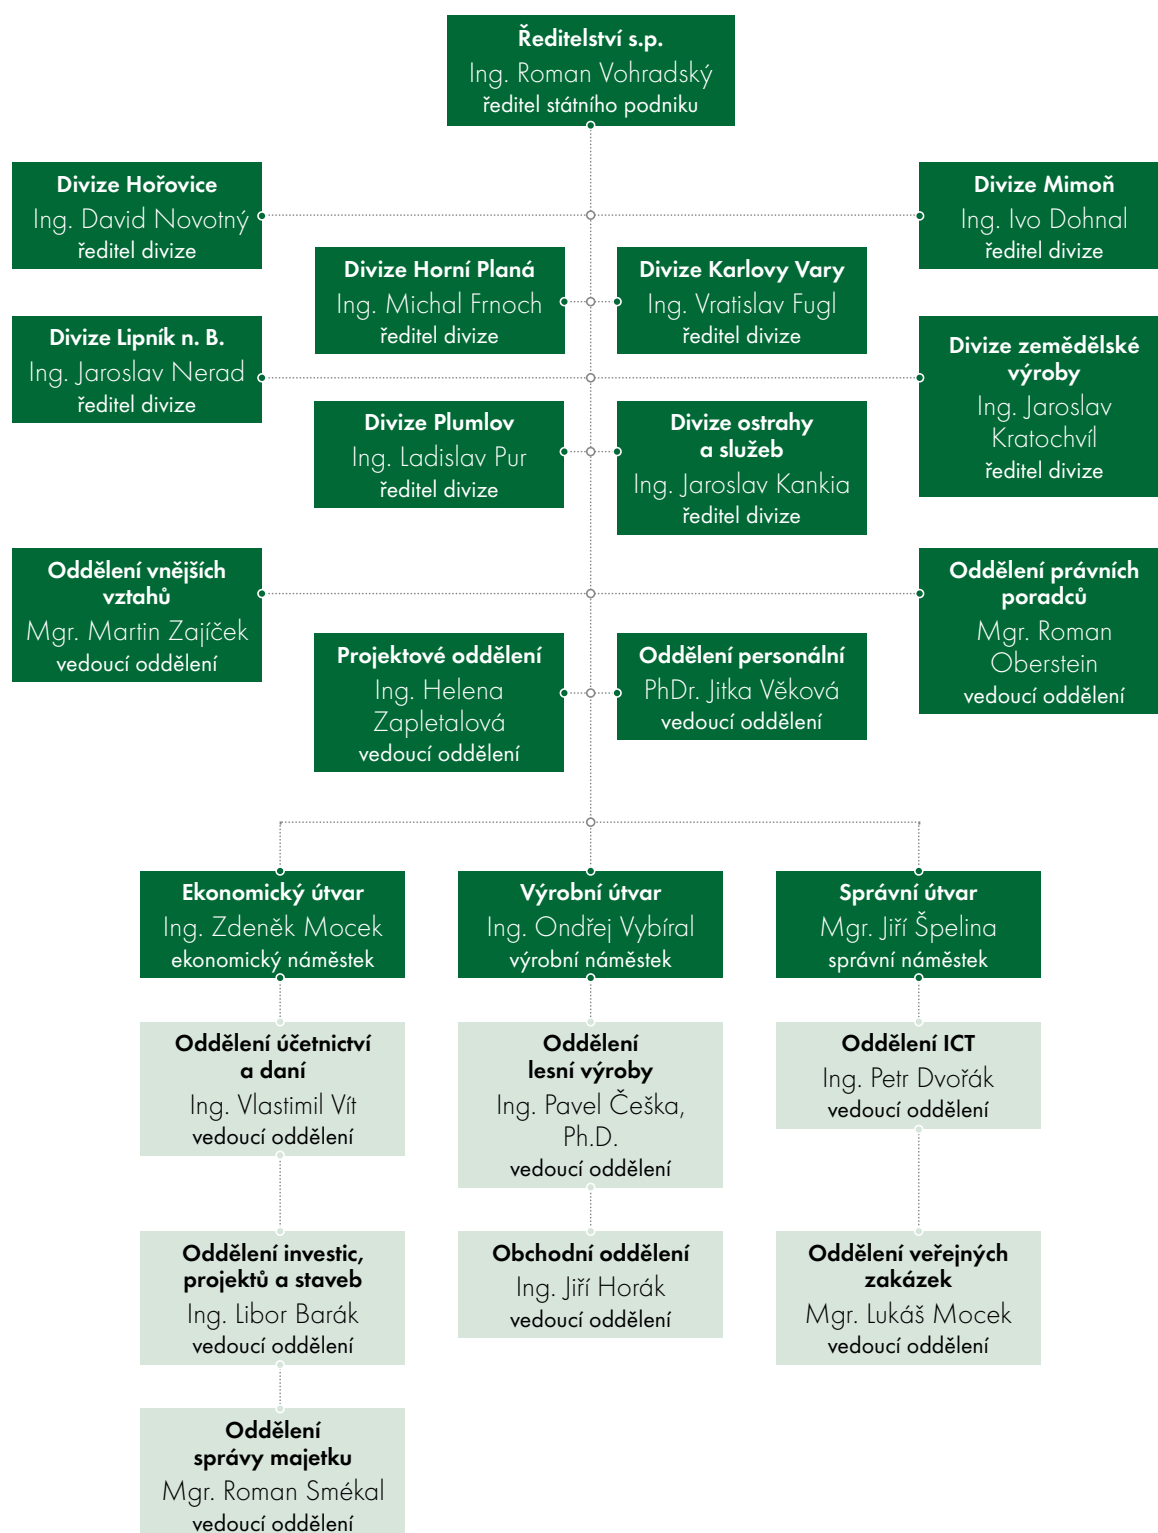 Ředitelství s.p.
Ing. Roman Vohradský
ředitel státního podniku
Divize Hořovice
Ing. David Novotný
ředitel divize
Divize Mimoň
Ing. Ivo Dohnal
ředitel divize
Divize Horní Planá
Ing. Michal Frnoch
ředitel divize
Divize Karlovy Vary
Ing. Vratislav Fugl
ředitel divize
Divize Lipník n. B.
Ing. Jaroslav Nerad
ředitel divize
Divize zemědělské
výroby
Ing. Jaroslav
Kratochvíl
ředitel divize
Divize Plumlov
Ing. Ladislav Pur
ředitel divize
Divize ostrahy
a služeb
Ing. Jaroslav Kankia
ředitel divize
Oddělení vnějších
vztahů
Mgr. Martin Zajíček
vedoucí oddělení
Oddělení právních
poradců
Mgr. Roman
Oberstein
vedoucí oddělení
Projektové oddělení
Ing. Helena
Zapletalová
vedoucí oddělení
Oddělení personální
PhDr. Jitka Věková
vedoucí oddělení
Ekonomický útvar
Ing. Zdeněk Mocek
ekonomický náměstek
Výrobní útvar
Ing. Ondřej Vybíral
výrobní náměstek
Správní útvar
Mgr. Jiří Špelina
správní náměstek
Oddělení účetnictví
a daní
Ing. Vlastimil Vít
vedoucí oddělení
Oddělení
lesní výroby
Ing. Pavel Češka,
Ph.D.
vedoucí oddělení
Oddělení ICT
Ing. Petr Dvořák
vedoucí oddělení
Oddělení investic,
projektů a staveb
Ing. Libor Barák
vedoucí oddělení
Obchodní oddělení
Ing. Jiří Horák
vedoucí oddělení
Oddělení veřejných
zakázek
Mgr. Lukáš Mocek
vedoucí oddělení
Oddělení
správy majetku
Mgr. Roman Smékal
vedoucí oddělení